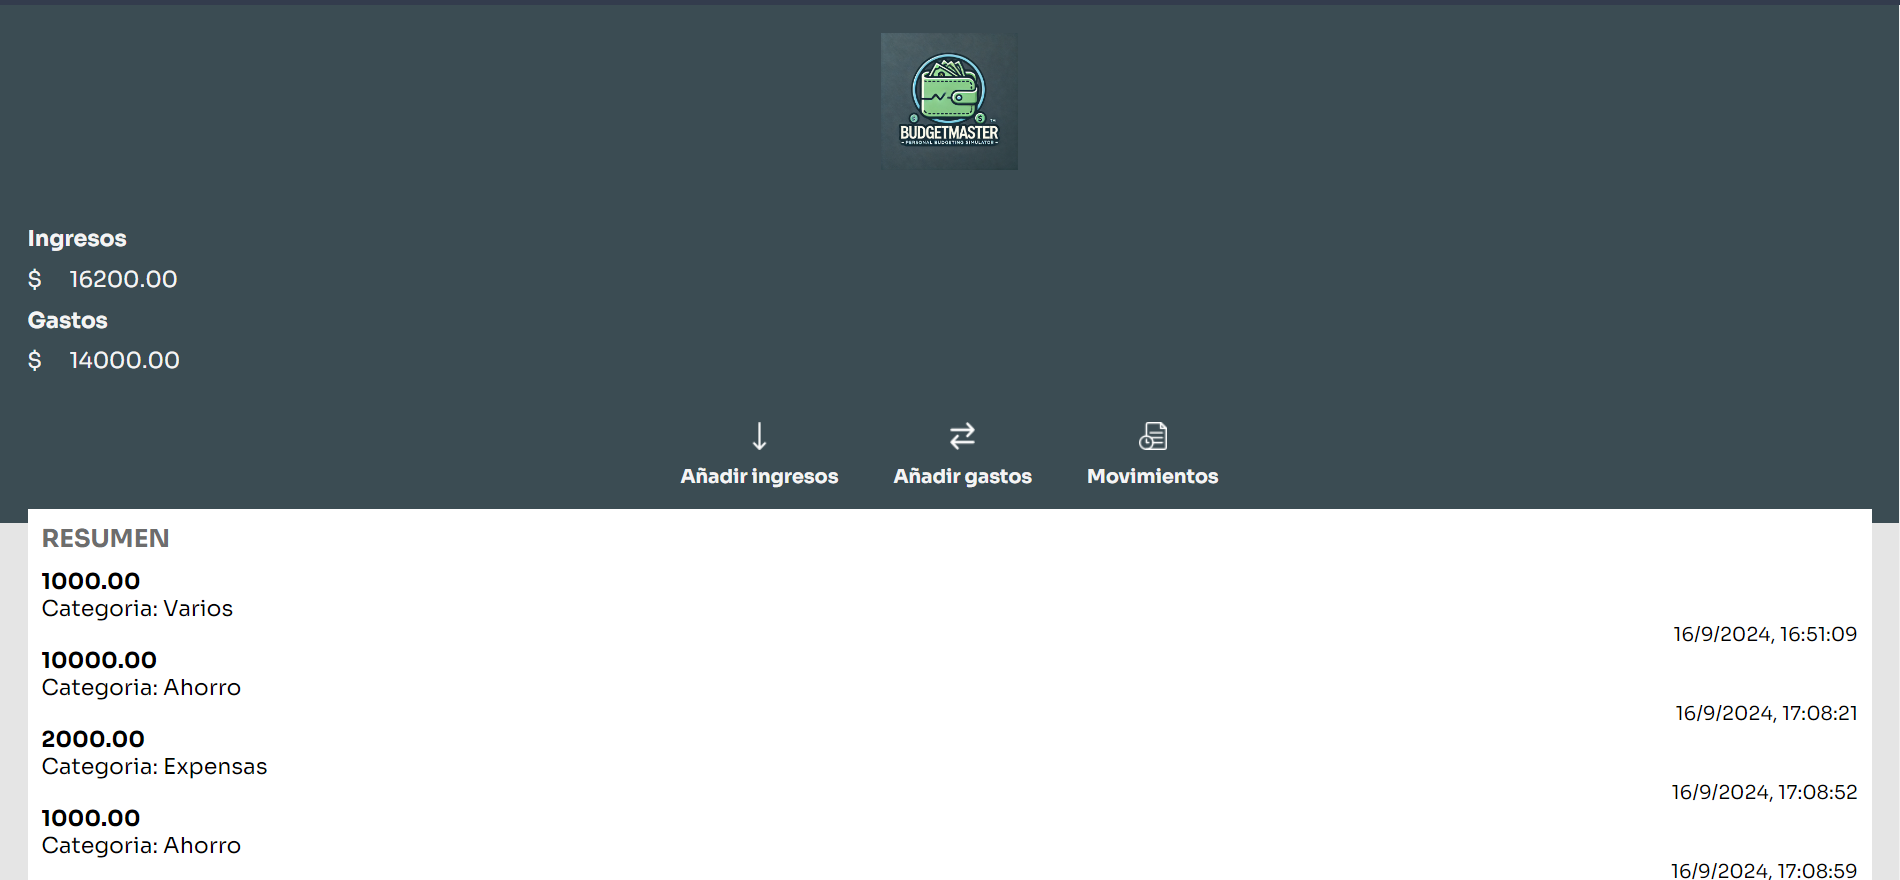 BUDGETMASTER
TM
- PERSONAL BUDGETING SIMULATOR -
Ingresos
$ 16200.00
Gastos
$ 14000.00
Añadir ingresos Añadir gastos Movimientos
RESUMEN
1000.00
Categoria: Varios
16/9/2024, 16:51:09
10000.00
Categoria: Ahorro
16/9/2024, 17:08:21
2000.00
Categoria: Expensas
16/9/2024, 17:08:52
1000.00
Categoria: Ahorro
16/9/2024, 17:08:59